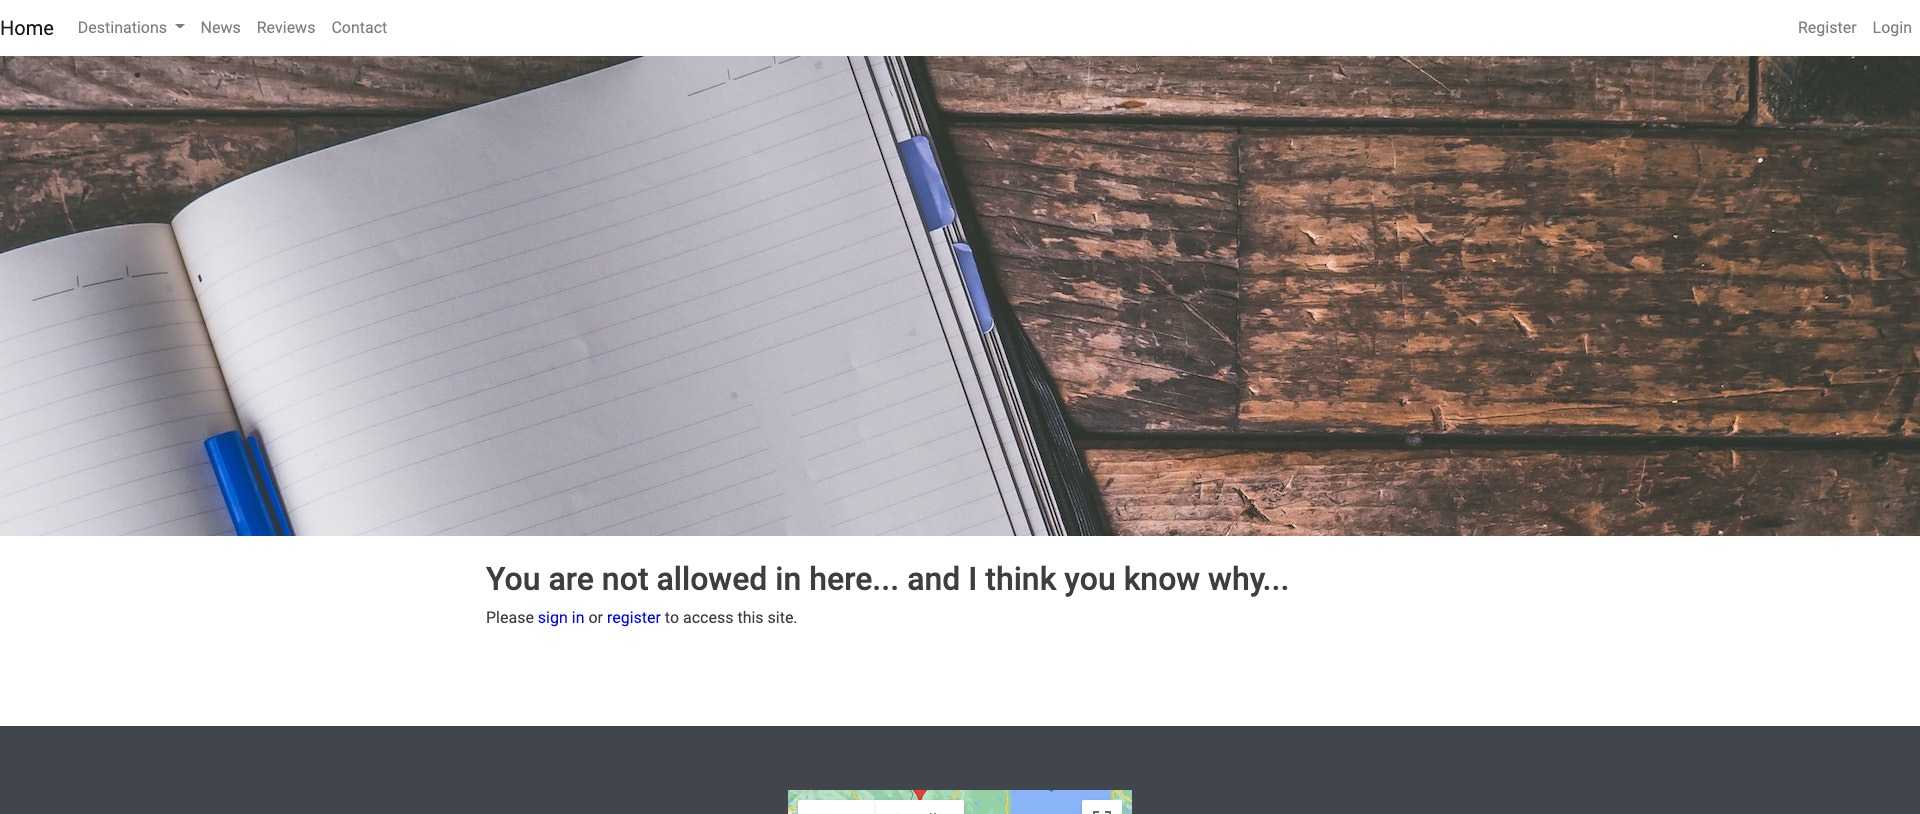 Home Destinations News Reviews Contact Register Login
You are not allowed in here... and I think you know why...
Please sign in or register to access this site.